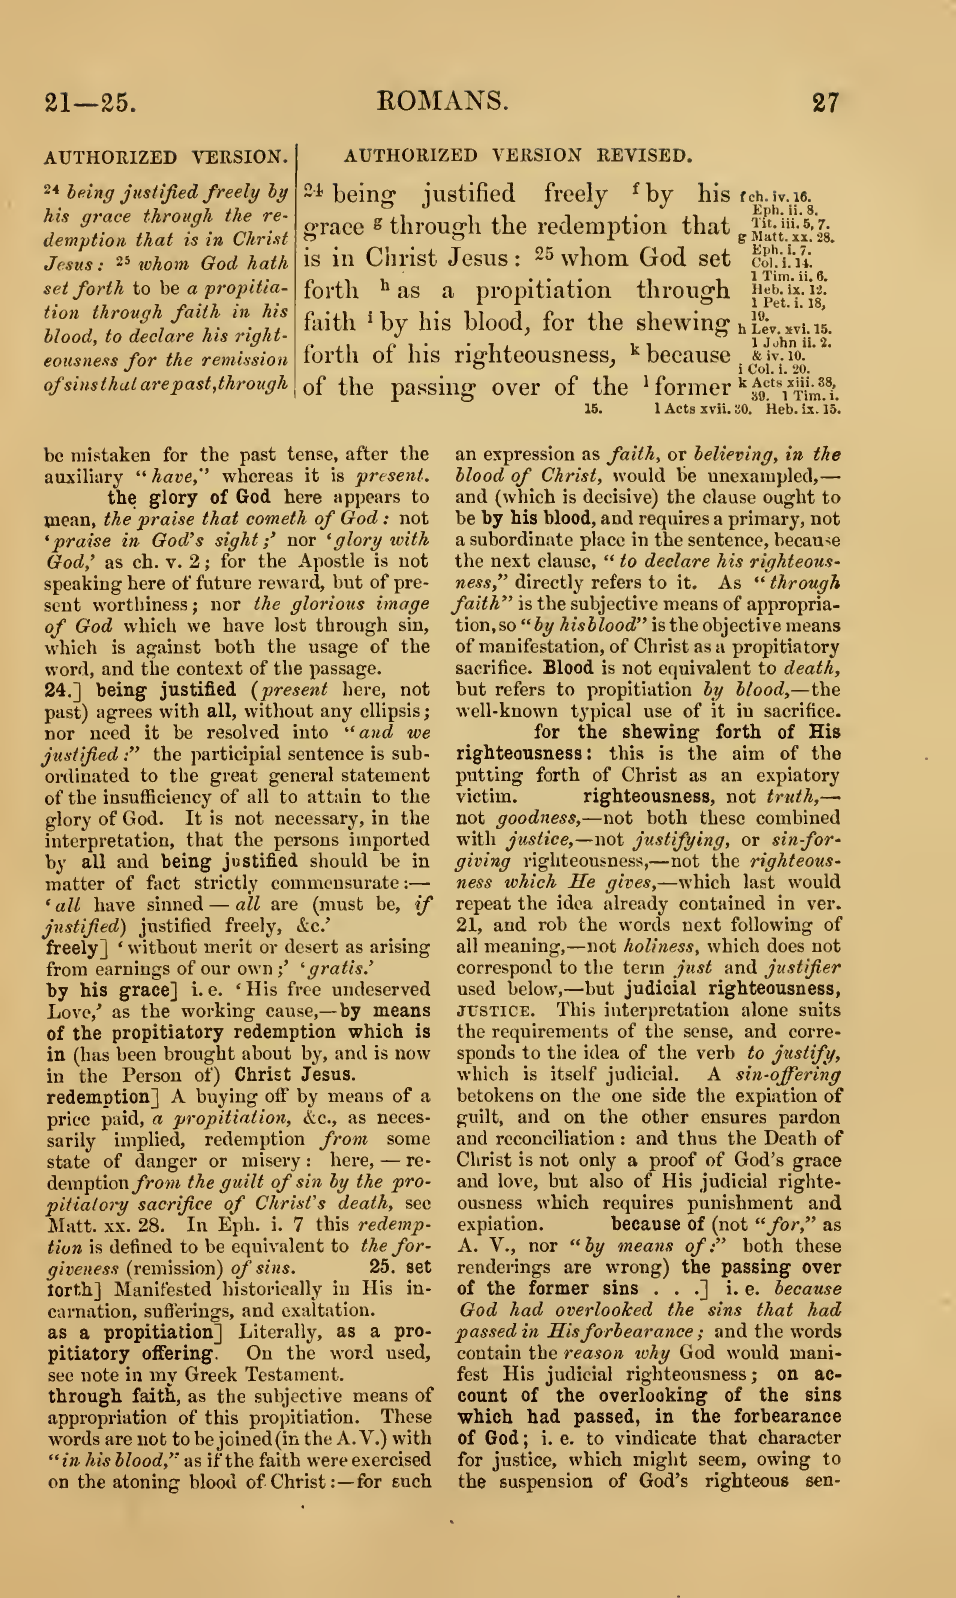 21—25.
ROMANS.
27
AUTHORIZED VERSION.
24 being justified freely by
his grace through the re-
demption that is in Christ
Jesus: 25 whom God hath
set forth to be a propitia-
tion through faith in his
blood, to declare his right-
eousness for the remission
of sins that are past, through
AUTHORIZED VERSION REVISED.
24 being justified freely f by his
grace g through the redemption that
is in Christ Jesus: 25 whom God set
forth h as a propitiation through
faith i by his blood, for the shewing
forth of his righteousness, k because
of the passing over of the l former
f ch. iv. 16.
Eph. ii. 8.
Tit. iii. 5, 7.
g Matt. xx. 28.
Eph. i. 7.
Col. i. 14.
1 Tim. ii. 6.
Heb. ix. 12.
1 Pet. i. 18,
19.
h Lev. xvi. 15.
1 John ii. 2.
& iv. 10.
i Col. i. 20.
k Acts xiii. 38,
39. 1 Tim. i.
15. l Acts xvii. 30. Heb. ix. 15.
be mistaken for the past tense, after the
auxiliary "have," whereas it is present.
the glory of God here appears to
mean, the praise that cometh of God: not
'praise in God's sight;' nor 'glory with
God,' as ch. v. 2; for the Apostle is not
speaking here of future reward, but of pre-
sent worthiness; nor the glorious image
of God which we have lost through sin,
which is against both the usage of the
word, and the context of the passage.
24.] being justified (present here, not
past) agrees with all, without any ellipsis;
nor need it be resolved into "and we
justified:" the participial sentence is sub-
ordinated to the great general statement
of the insufficiency of all to attain to the
glory of God. It is not necessary, in the
interpretation, that the persons imported
by all and being justified should be in
matter of fact strictly commensurate:—
'all have sinned — all are (must be, if
justified) justified freely, &c.'
freely] 'without merit or desert as arising
from earnings of our own;' 'gratis.'
by his grace] i. e. 'His free undeserved
Love,' as the working cause,—by means
of the propitiatory redemption which is
in (has been brought about by, and is now
in the Person of) Christ Jesus.
redemption] A buying off by means of a
price paid, a propitiation, &c., as neces-
sarily implied, redemption from some
state of danger or misery: here, — re-
demption from the guilt of sin by the pro-
pitiatory sacrifice of Christ's death, see
Matt. xx. 28. In Eph. i. 7 this redemp-
tion is defined to be equivalent to the for-
giveness (remission) of sins. 25. set
forth] Manifested historically in His in-
carnation, sufferings, and exaltation.
as a propitiation] Literally, as a pro-
pitiatory offering. On the word used,
see note in my Greek Testament.
through faith, as the subjective means of
appropriation of this propitiation. These
words are not to be joined (in the A. V.) with
"in his blood," as if the faith were exercised
on the atoning blood of Christ:—for such
an expression as faith, or believing, in the
blood of Christ, would be unexampled,—
and (which is decisive) the clause ought to
be by his blood, and requires a primary, not
a subordinate place in the sentence, because
the next clause, "to declare his righteous-
ness," directly refers to it. As "through
faith" is the subjective means of appropria-
tion, so "by his blood" is the objective means
of manifestation, of Christ as a propitiatory
sacrifice. Blood is not equivalent to death,
but refers to propitiation by blood,—the
well-known typical use of it in sacrifice.
for the shewing forth of His
righteousness: this is the aim of the
putting forth of Christ as an expiatory
victim. righteousness, not truth,—
not goodness,—not both these combined
with justice,—not justifying, or sin-for-
giving righteousness,—not the righteous-
ness which He gives,—which last would
repeat the idea already contained in ver.
21, and rob the words next following of
all meaning,—not holiness, which does not
correspond to the term just and justifier
used below,—but judicial righteousness,
JUSTICE. This interpretation alone suits
the requirements of the sense, and corre-
sponds to the idea of the verb to justify,
which is itself judicial. A sin-offering
betokens on the one side the expiation of
guilt, and on the other ensures pardon
and reconciliation: and thus the Death of
Christ is not only a proof of God's grace
and love, but also of His judicial righte-
ousness which requires punishment and
expiation. because of (not "for," as
A. V., nor "by means of:" both these
renderings are wrong) the passing over
of the former sins . . .] i. e. because
God had overlooked the sins that had
passed in His forbearance; and the words
contain the reason why God would mani-
fest His judicial righteousness; on ac-
count of the overlooking of the sins
which had passed, in the forbearance
of God; i. e. to vindicate that character
for justice, which might seem, owing to
the suspension of God's righteous sen-